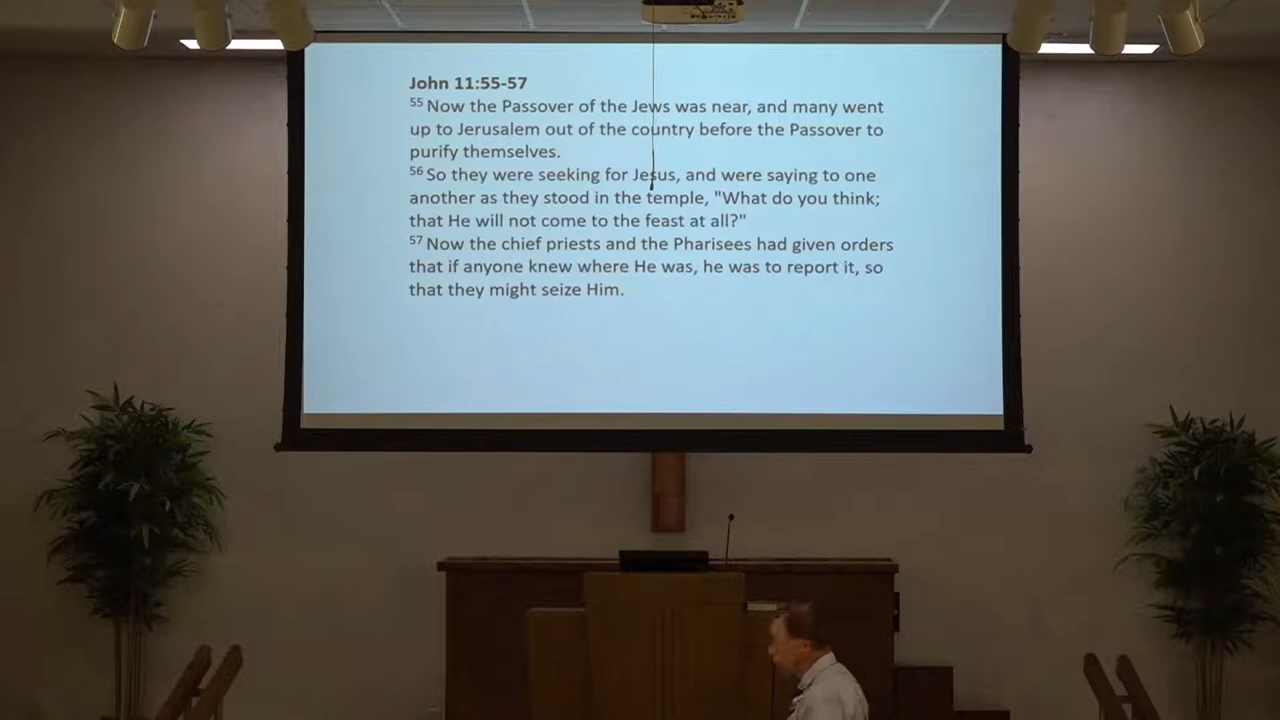 John 11:55-57
55 Now the Passover of the Jews was near, and many went
up to Jerusalem out of the country before the Passover to
purify themselves.
56 So they were seeking for Jesus, and were saying to one
another as they stood in the temple, "What do you think;
that He will not come to the feast at all?"
57 Now the chief priests and the Pharisees had given orders
that if anyone knew where He was, he was to report it, so
that they might seize Him.